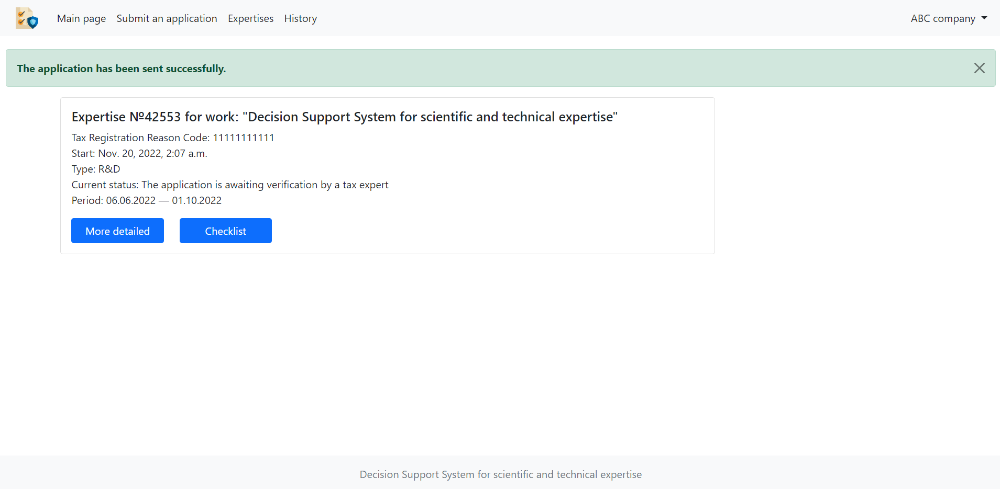 Main page Submit an application Expertises History ABC company
The application has been sent successfully.
Expertise №42553 for work: "Decision Support System for scientific and technical expertise"
Tax Registration Reason Code: 11111111111
Start: Nov. 20, 2022, 2:07 a.m.
Type: R&D
Current status: The application is awaiting verification by a tax expert
Period: 06.06.2022 — 01.10.2022
More detailed Checklist
Decision Support System for scientific and technical expertise